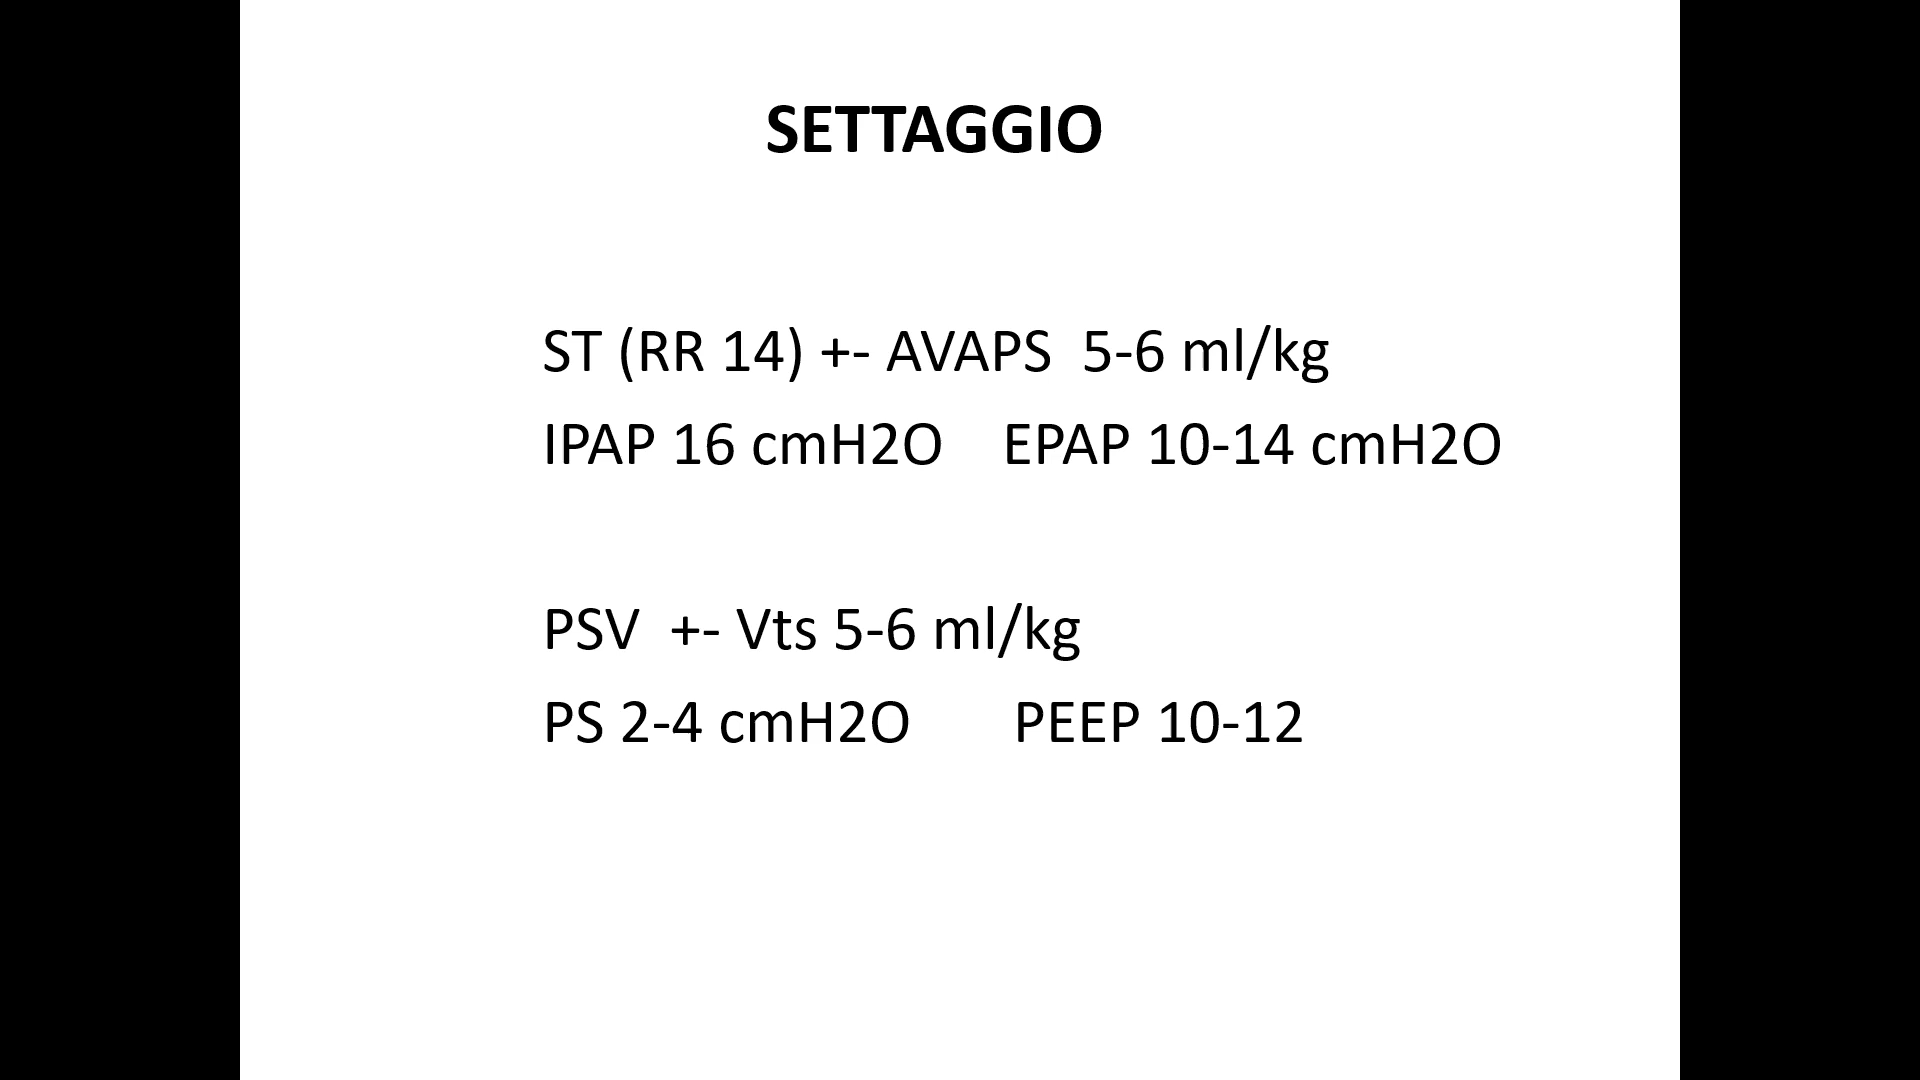 SETTAGGIO
ST (RR 14) +- AVAPS 5-6 ml/kg
IPAP 16 cmH2O EPAP 10-14 cmH2O
PSV +- Vts 5-6 ml/kg
PS 2-4 cmH2O PEEP 10-12